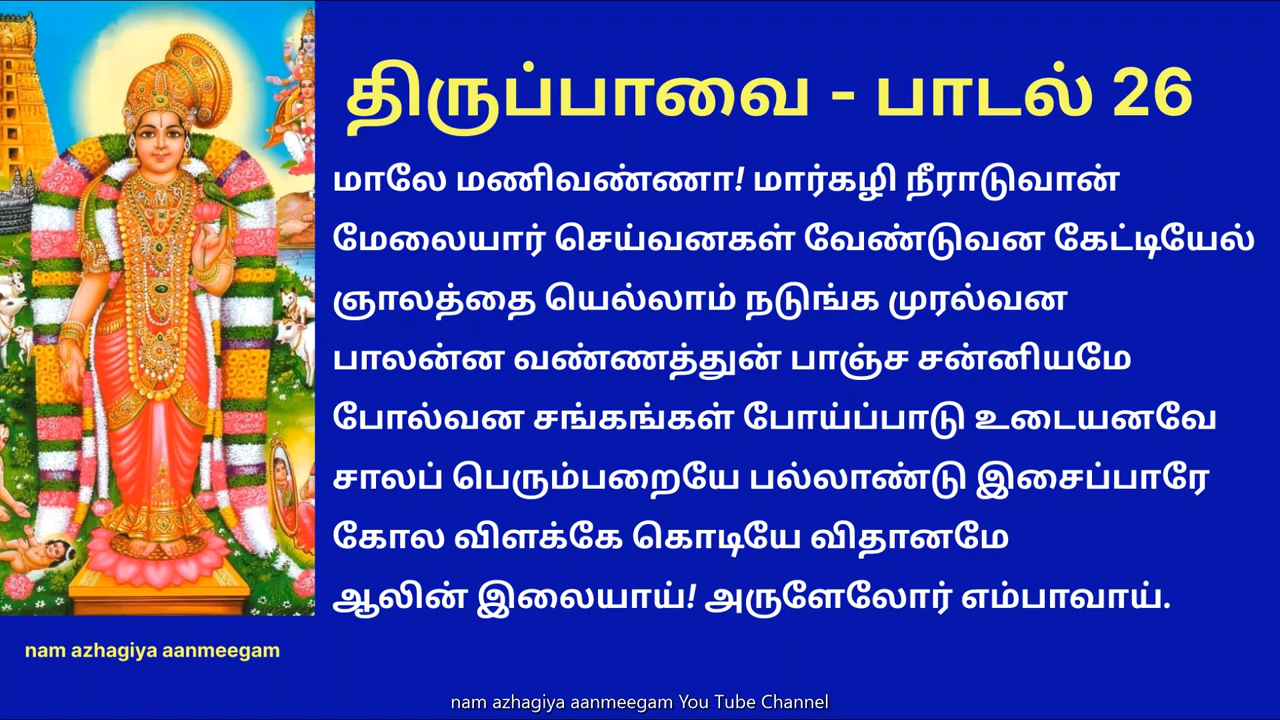 திருப்பாவை - பாடல் 26
மாலே மணிவண்ணா! மார்கழி நீராடுவான்
மேலையார் செய்வனகள் வேண்டுவன கேட்டியேல்
ஞாலத்தை யெல்லாம் நடுங்க முரல்வன
பாலன்ன வண்ணத்துன் பாஞ்ச சன்னியமே
போல்வன சங்கங்கள் போய்ப்பாடு உடையனவே
சாலப் பெரும்பறையே பல்லாண்டு இசைப்பாரே
கோல விளக்கே கொடியே விதானமே
ஆலின் இலையாய்! அருளேலோர் எம்பாவாய்.
nam azhagiya aanmeegam
nam azhagiya aanmeegam You Tube Channel